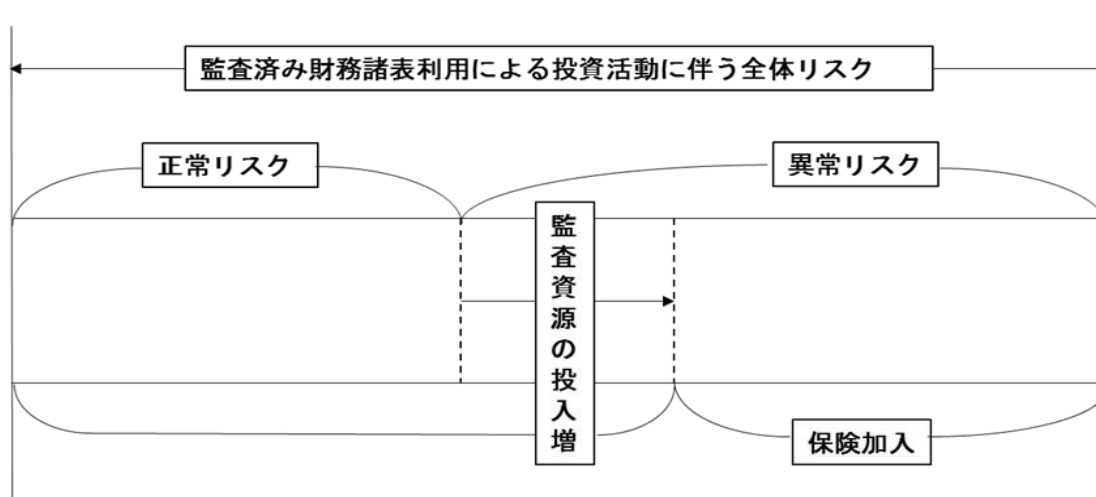 監査済み財務諸表利用による投資活動に伴う全体リスク
正常リスク
異常リスク
監査資源の投入増
保険加入